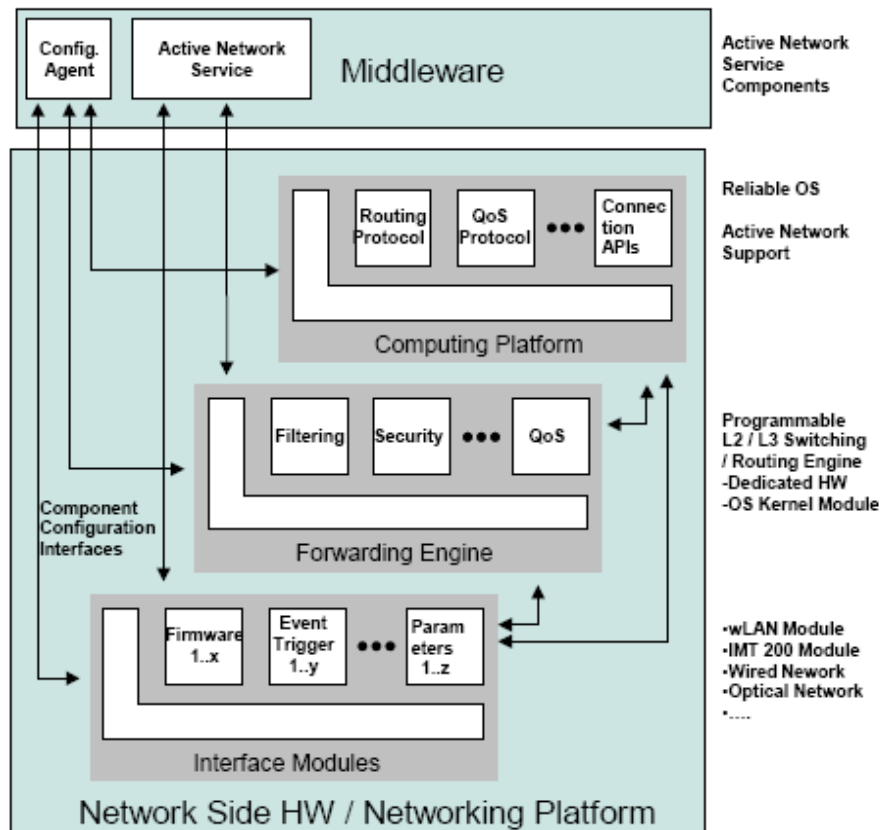 Config.
Agent
Active Network
Service
Middleware
Active Network
Service
Components
Reliable OS
Active Network
Support
Routing
Protocol
QoS
Protocol
•••
Connec
tion
APIs
Computing Platform
Filtering
Security
•••
QoS
Forwarding Engine
Programmable
L2 / L3 Switching
/ Routing Engine
-Dedicated HW
-OS Kernel Module
Component
Configuration
Interfaces
Firmware
1..x
Event
Trigger
1..y
•••
Param
eters
1..z
Interface Modules
•wLAN Module
•IMT 200 Module
•Wired Nework
•Optical Network
•....
Network Side HW / Networking Platform